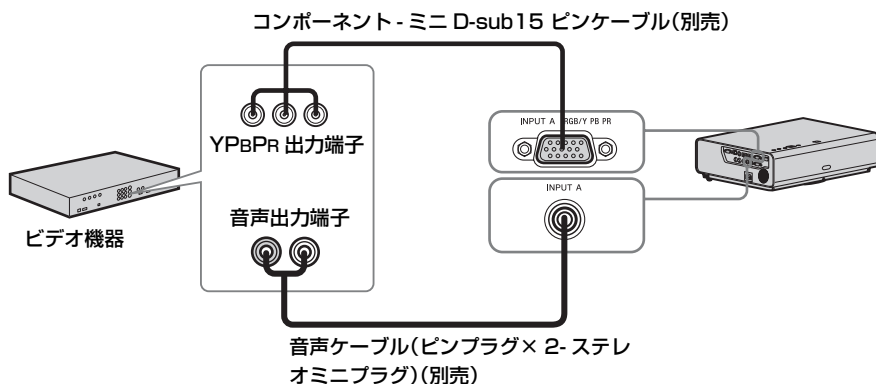 コンポーネント - ミニ D-sub15 ピンケーブル（別売）
YPBPR 出力端子
INPUT A RGB/Y PB PR
INPUT A
音声出力端子
ビデオ機器
音声ケーブル（ピンプラグ× 2- ステレ
オミニプラグ）（別売）